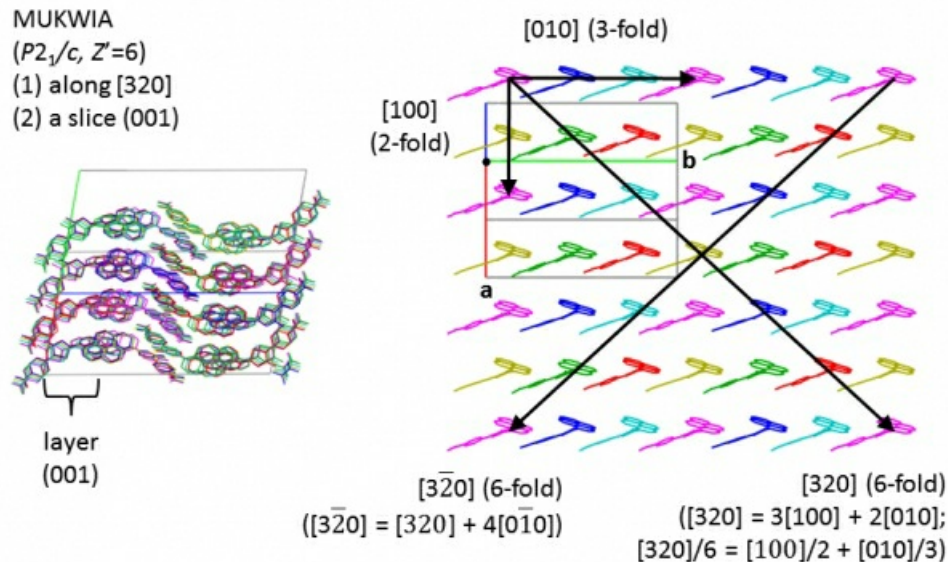 MUKWIA
(P2₁/c, Z'=6)
(1) along [320]
(2) a slice (001)
[010] (3-fold)
[100]
(2-fold)
b
a
layer
(001)
[32̅0] (6-fold)
([32̅0] = [320] + 4[01̅0])
[320] (6-fold)
([320] = 3[100] + 2[010];
[320]/6 = [100]/2 + [010]/3)